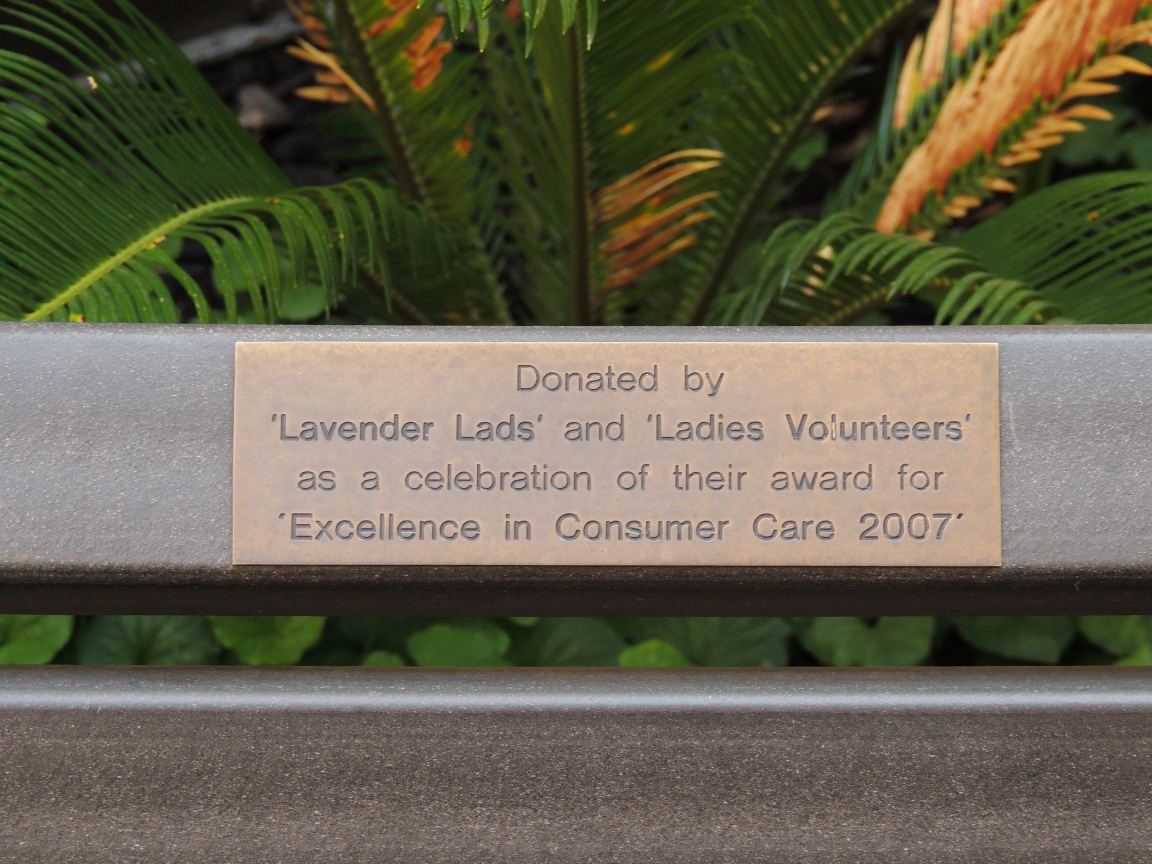 Donated by
'Lavender Lads' and 'Ladies Volunteers'
as a celebration of their award for
'Excellence in Consumer Care 2007'